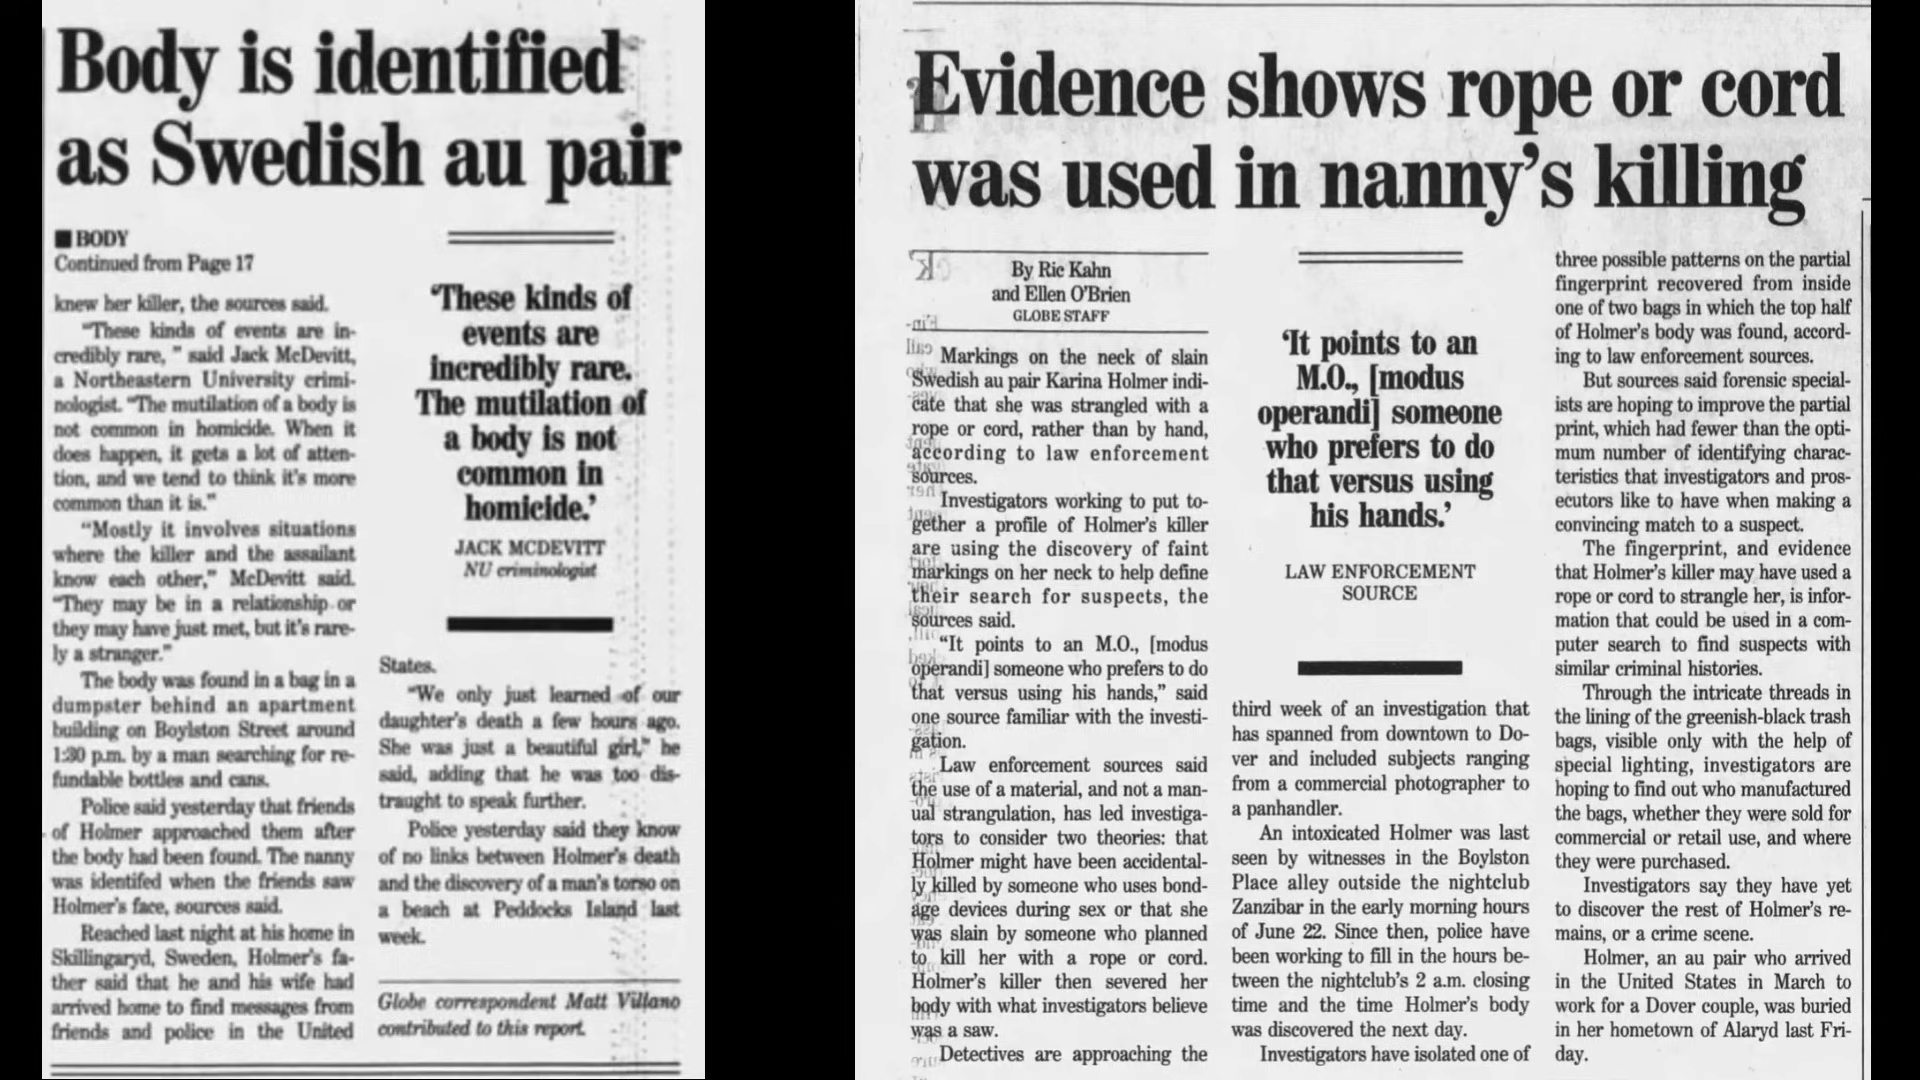 Body is identified
as Swedish au pair
■ BODY
Continued from Page 17
knew her killer, the sources said.
"These kinds of events are in-
credibly rare, " said Jack McDevitt,
a Northeastern University crimi-
nologist. "The mutilation of a body is
not common in homicide. When it
does happen, it gets a lot of atten-
tion, and we tend to think it's more
common than it is."
"Mostly it involves situations
where the killer and the assailant
know each other," McDevitt said.
"They may be in a relationship or
they may have just met, but it's rare-
ly a stranger."
The body was found in a bag in a
dumpster behind an apartment
building on Boylston Street around
1:30 p.m. by a man searching for re-
fundable bottles and cans.
Police said yesterday that friends
of Holmer approached them after
the body had been found. The nanny
was identifed when the friends saw
Holmer's face, sources said.
Reached last night at his home in
Skillingaryd, Sweden, Holmer's fa-
ther said that he and his wife had
arrived home to find messages from
friends and police in the United
'These kinds of
events are
incredibly rare.
The mutilation of
a body is not
common in
homicide.'
JACK MCDEVITT
NU criminologist
States.
"We only just learned of our
daughter's death a few hours ago.
She was just a beautiful girl," he
said, adding that he was too dis-
traught to speak further.
Police yesterday said they know
of no links between Holmer's death
and the discovery of a man's torso on
a beach at Peddocks Island last
week.
Globe correspondent Matt Villano
contributed to this report.
Evidence shows rope or cord
was used in nanny's killing
By Ric Kahn
and Ellen O'Brien
GLOBE STAFF
Markings on the neck of slain
Swedish au pair Karina Holmer indi-
cate that she was strangled with a
rope or cord, rather than by hand,
according to law enforcement
sources.
Investigators working to put to-
gether a profile of Holmer's killer
are using the discovery of faint
markings on her neck to help define
their search for suspects, the
sources said.
"It points to an M.O., [modus
operandi] someone who prefers to do
that versus using his hands," said
one source familiar with the investi-
gation.
Law enforcement sources said
the use of a material, and not a man-
ual strangulation, has led investiga-
tors to consider two theories: that
Holmer might have been accidental-
ly killed by someone who uses bond-
age devices during sex or that she
was slain by someone who planned
to kill her with a rope or cord.
Holmer's killer then severed her
body with what investigators believe
was a saw.
Detectives are approaching the
'It points to an
M.O., [modus
operandi] someone
who prefers to do
that versus using
his hands.'
LAW ENFORCEMENT
SOURCE
third week of an investigation that
has spanned from downtown to Do-
ver and included subjects ranging
from a commercial photographer to
a panhandler.
An intoxicated Holmer was last
seen by witnesses in the Boylston
Place alley outside the nightclub
Zanzibar in the early morning hours
of June 22. Since then, police have
been working to fill in the hours be-
tween the nightclub's 2 a.m. closing
time and the time Holmer's body
was discovered the next day.
Investigators have isolated one of
three possible patterns on the partial
fingerprint recovered from inside
one of two bags in which the top half
of Holmer's body was found, accord-
ing to law enforcement sources.
But sources said forensic special-
ists are hoping to improve the partial
print, which had fewer than the opti-
mum number of identifying charac-
teristics that investigators and pros-
ecutors like to have when making a
convincing match to a suspect.
The fingerprint, and evidence
that Holmer's killer may have used a
rope or cord to strangle her, is infor-
mation that could be used in a com-
puter search to find suspects with
similar criminal histories.
Through the intricate threads in
the lining of the greenish-black trash
bags, visible only with the help of
special lighting, investigators are
hoping to find out who manufactured
the bags, whether they were sold for
commercial or retail use, and where
they were purchased.
Investigators say they have yet
to discover the rest of Holmer's re-
mains, or a crime scene.
Holmer, an au pair who arrived
in the United States in March to
work for a Dover couple, was buried
in her hometown of Alaryd last Fri-
day.